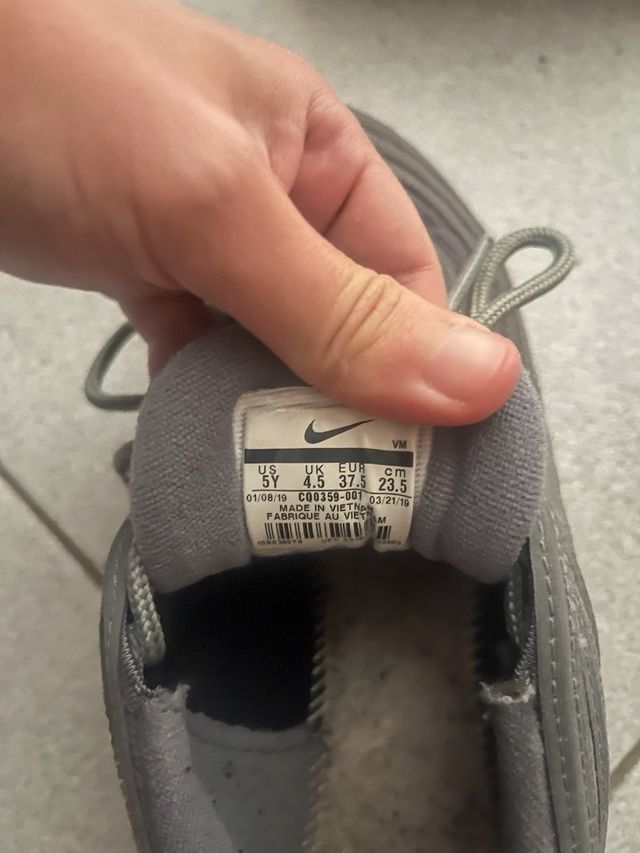 VM
US UK EUR cm
5Y 4.5 37.5 23.5
01/08/19 CQ0359-001 03/21/19
MADE IN VIETNAM
FABRIQUE AU VIETNAM